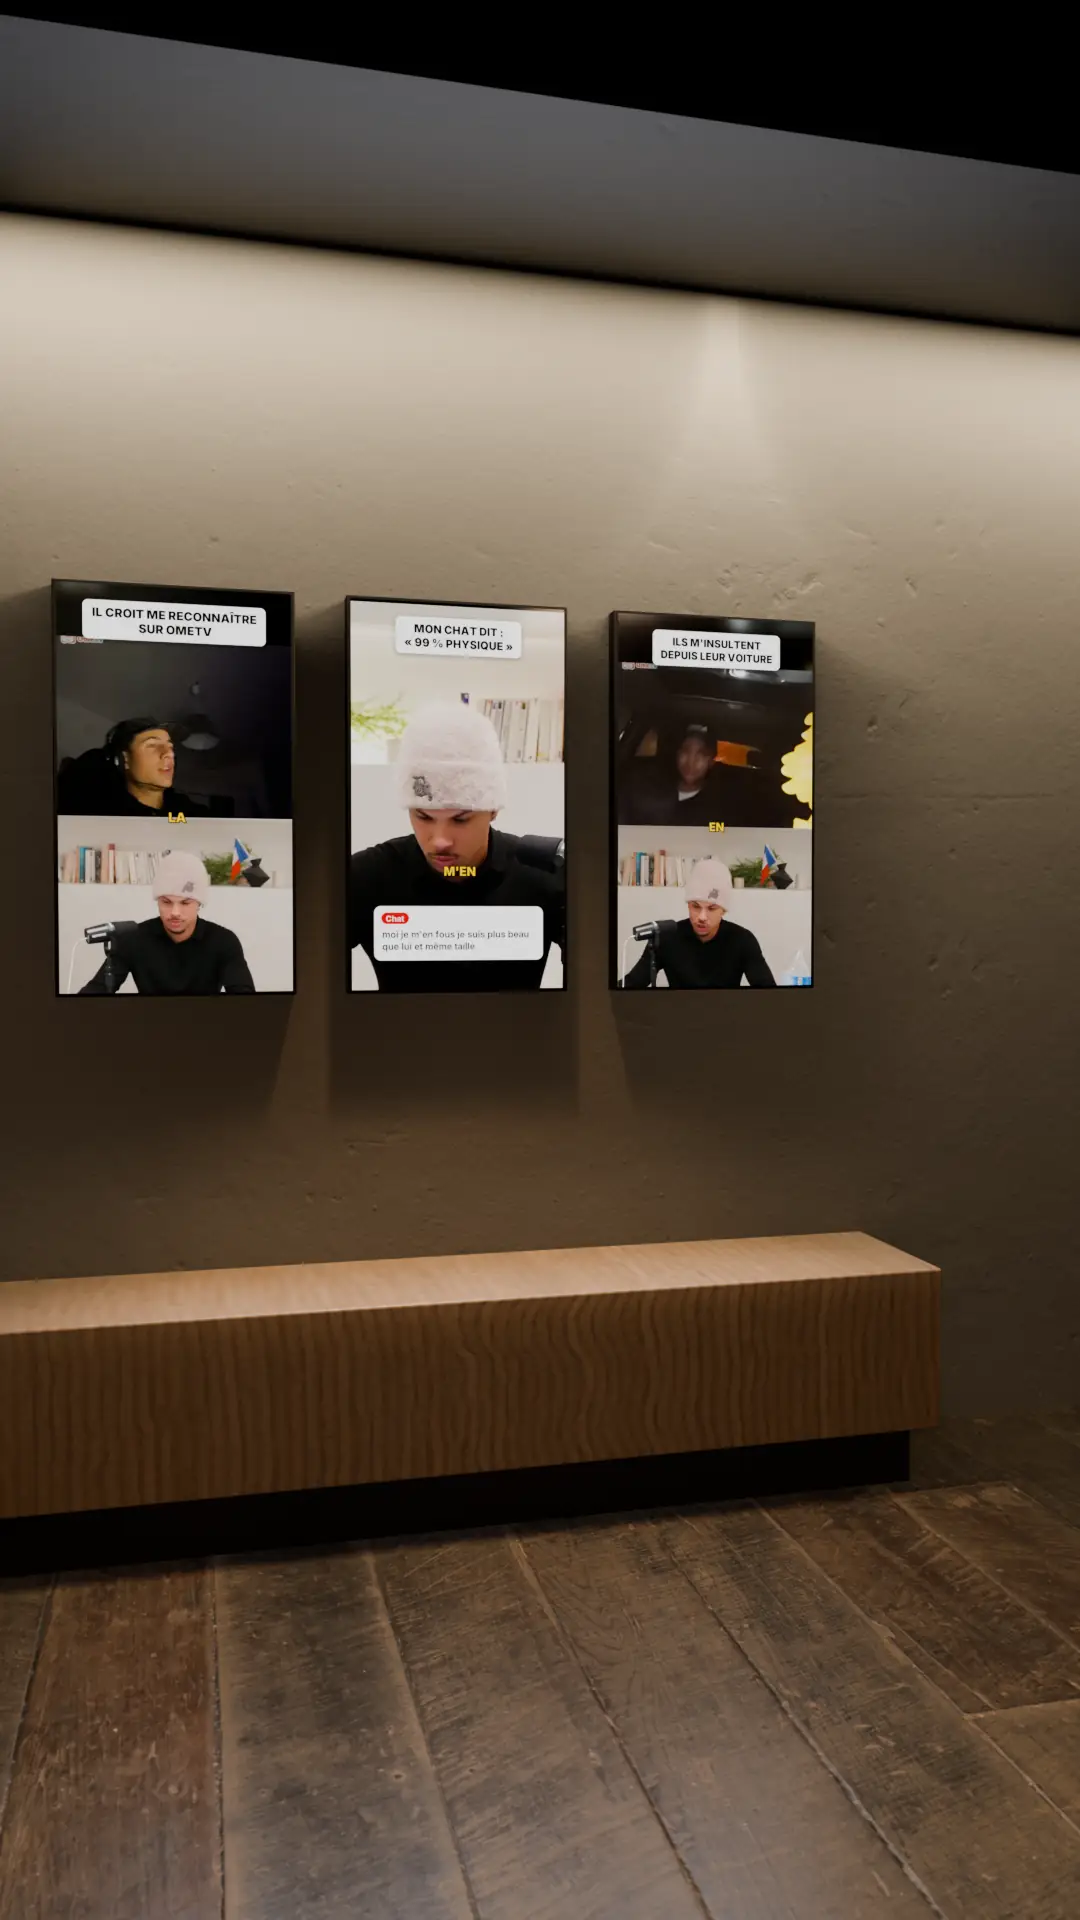 IL CROIT ME RECONNAÎTRE
SUR OMETV
LA
MON CHAT DIT :
« 99 % PHYSIQUE »
M'EN
Chat
moi je m'en fous je suis plus beau
que lui et même taille
ILS M'INSULTENT
DEPUIS LEUR VOITURE
EN